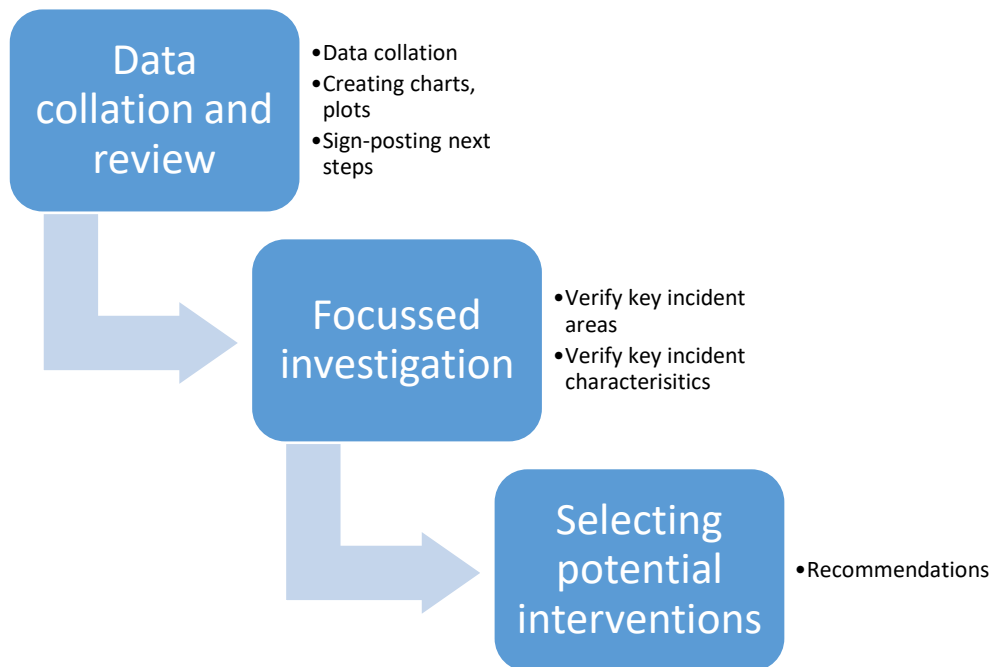 Data
collation and
review
•Data collation
•Creating charts,
plots
•Sign-posting next
steps
Focussed
investigation
•Verify key incident
areas
•Verify key incident
characterisitics
Selecting
potential
interventions
•Recommendations